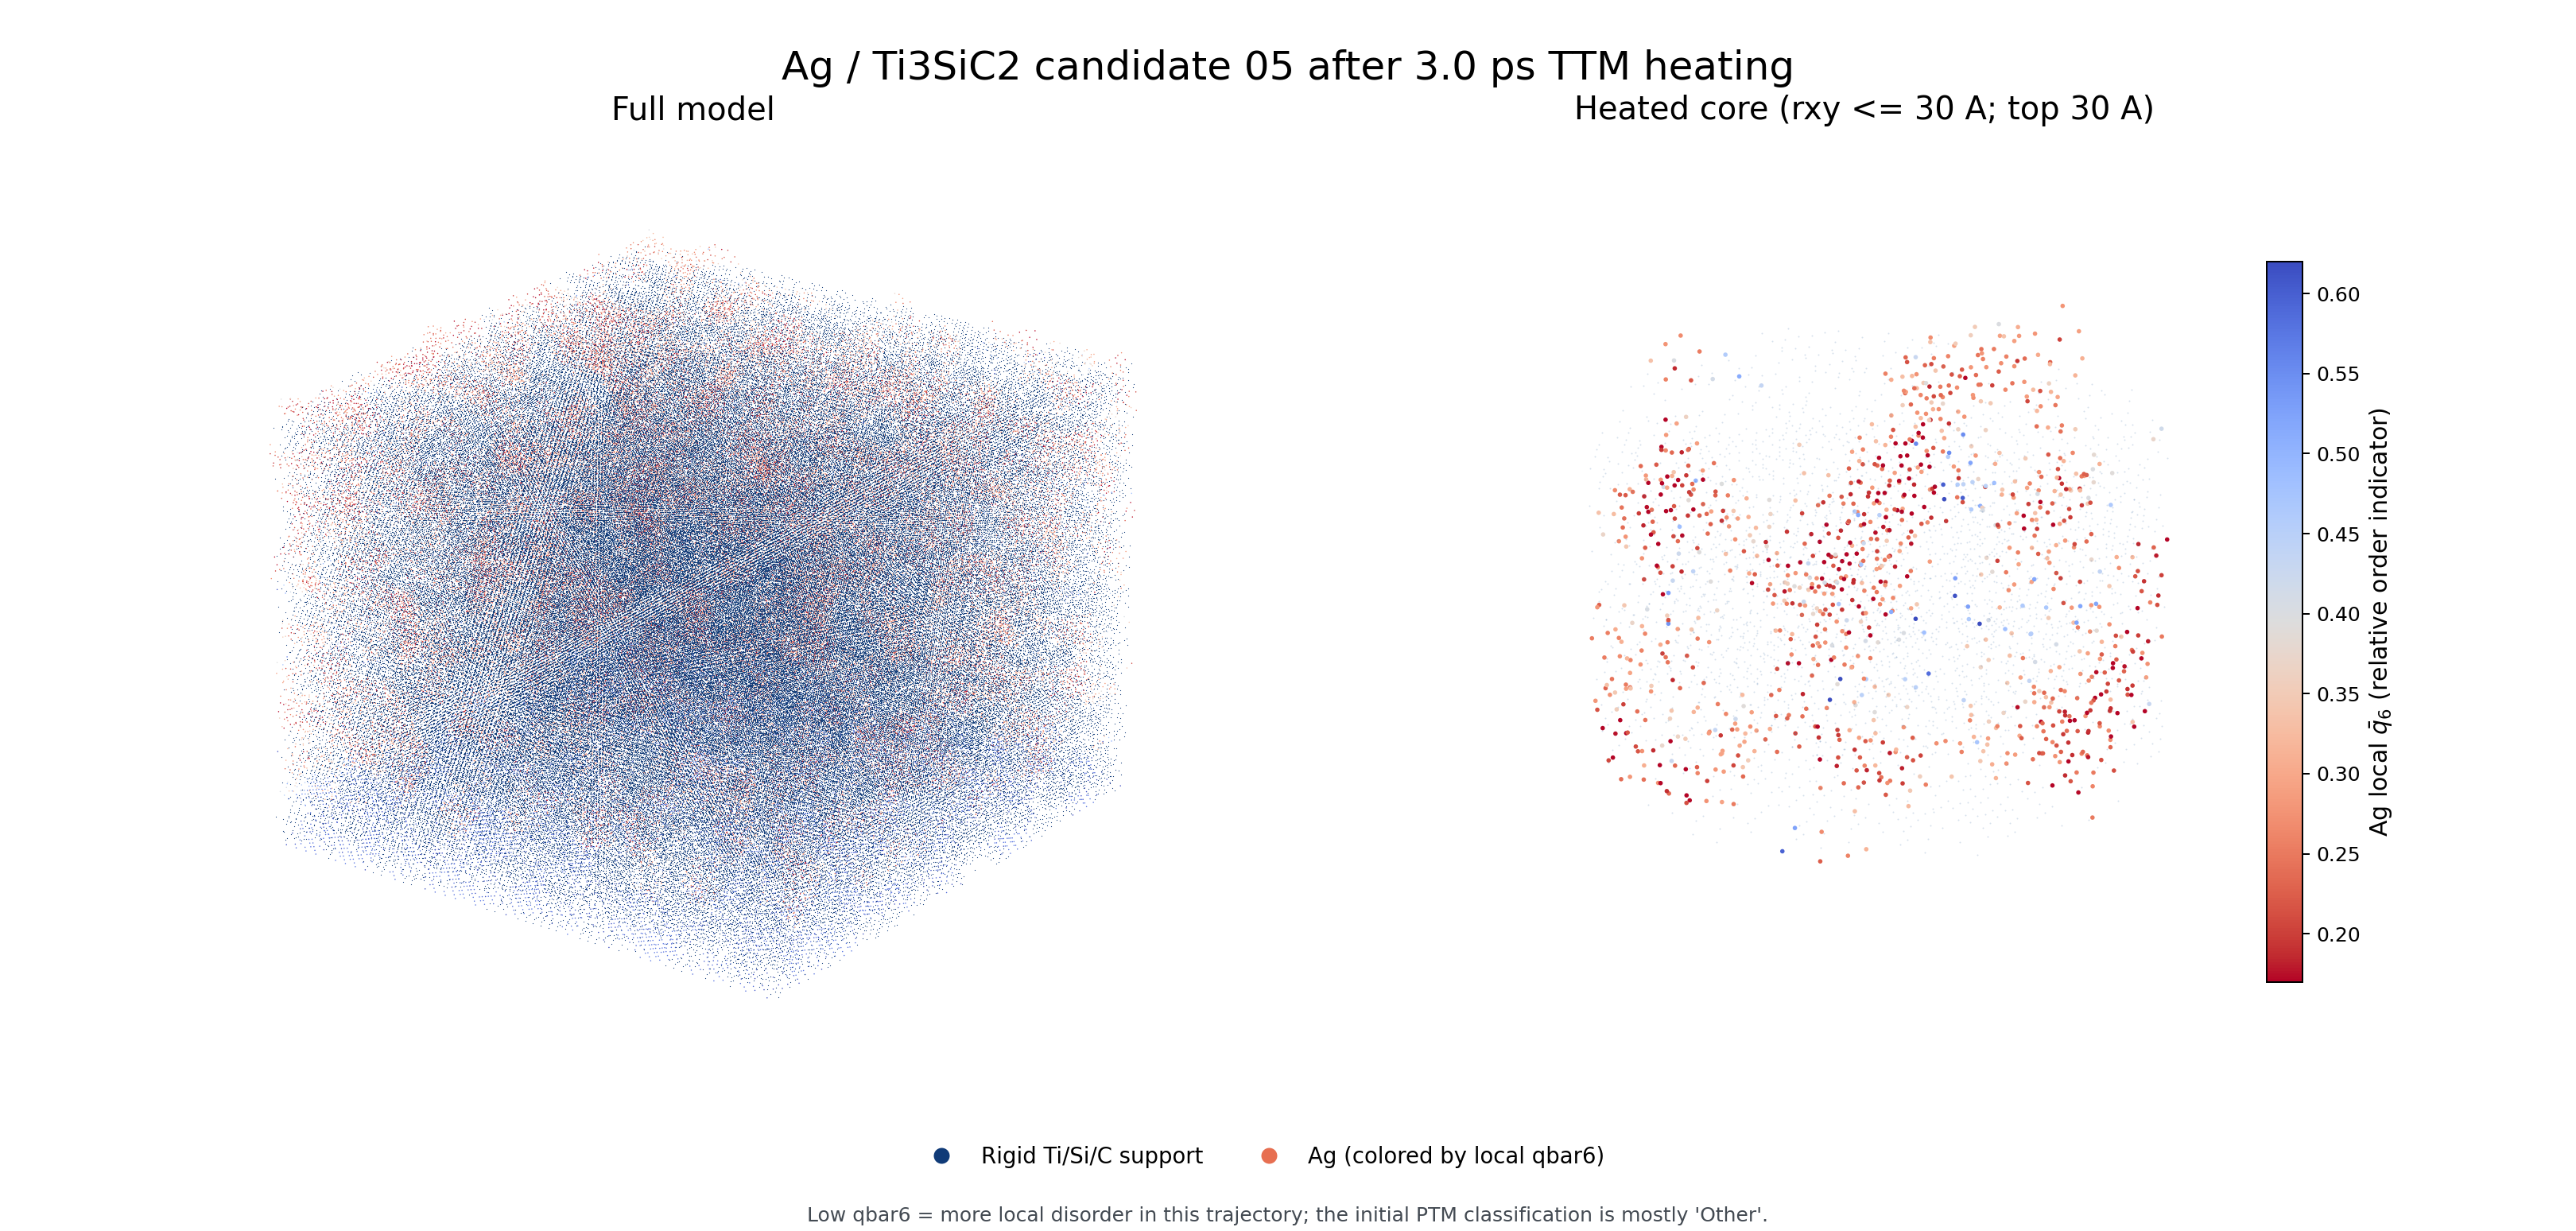 Ag / Ti3SiC2 candidate 05 after 3.0 ps TTM heating
Full model
Heated core (rxy <= 30 A; top 30 A)
0.60
0.55
0.50
0.45
0.40
0.35
0.30
0.25
0.20
Ag local q̄₆ (relative order indicator)
Rigid Ti/Si/C support
Ag (colored by local qbar6)
Low qbar6 = more local disorder in this trajectory; the initial PTM classification is mostly 'Other'.